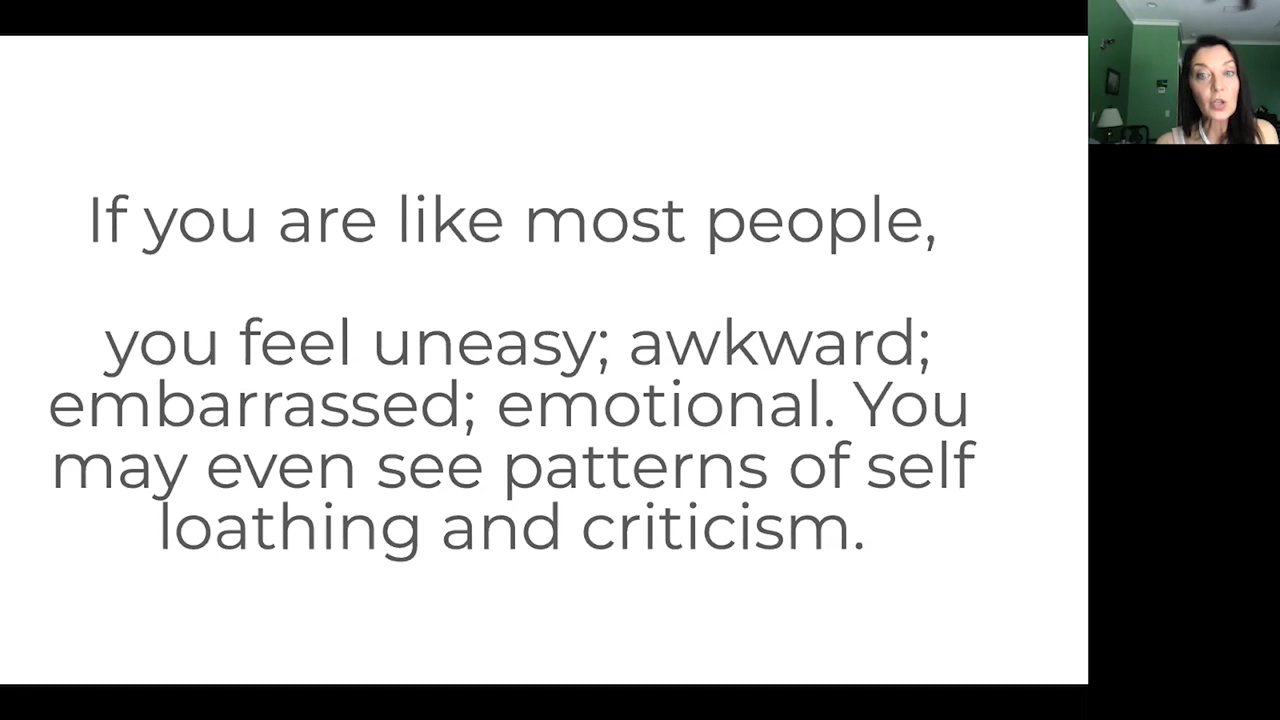 If you are like most people,
you feel uneasy; awkward;
embarrassed; emotional. You
may even see patterns of self
loathing and criticism.